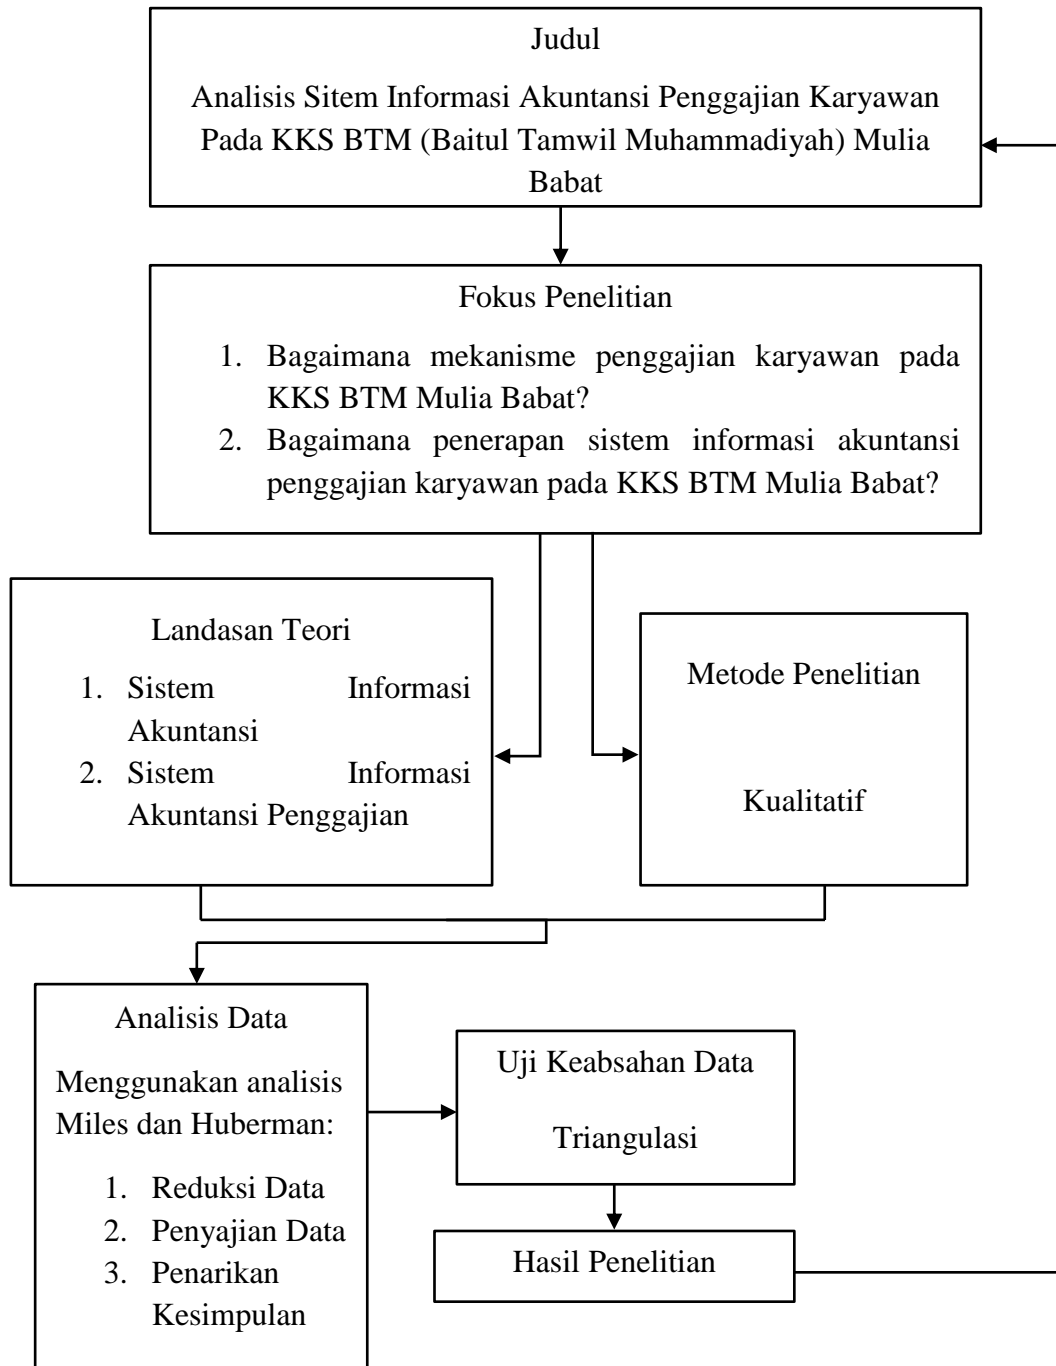 Judul
Analisis Sitem Informasi Akuntansi Penggajian Karyawan
Pada KKS BTM (Baitul Tamwil Muhammadiyah) Mulia
Babat
Fokus Penelitian
1. Bagaimana mekanisme penggajian karyawan pada
KKS BTM Mulia Babat?
2. Bagaimana penerapan sistem informasi akuntansi
penggajian karyawan pada KKS BTM Mulia Babat?
Landasan Teori
1. Sistem Informasi
Akuntansi
2. Sistem Informasi
Akuntansi Penggajian
Metode Penelitian
Kualitatif
Analisis Data
Menggunakan analisis
Miles dan Huberman:
1. Reduksi Data
2. Penyajian Data
3. Penarikan
Kesimpulan
Uji Keabsahan Data
Triangulasi
Hasil Penelitian